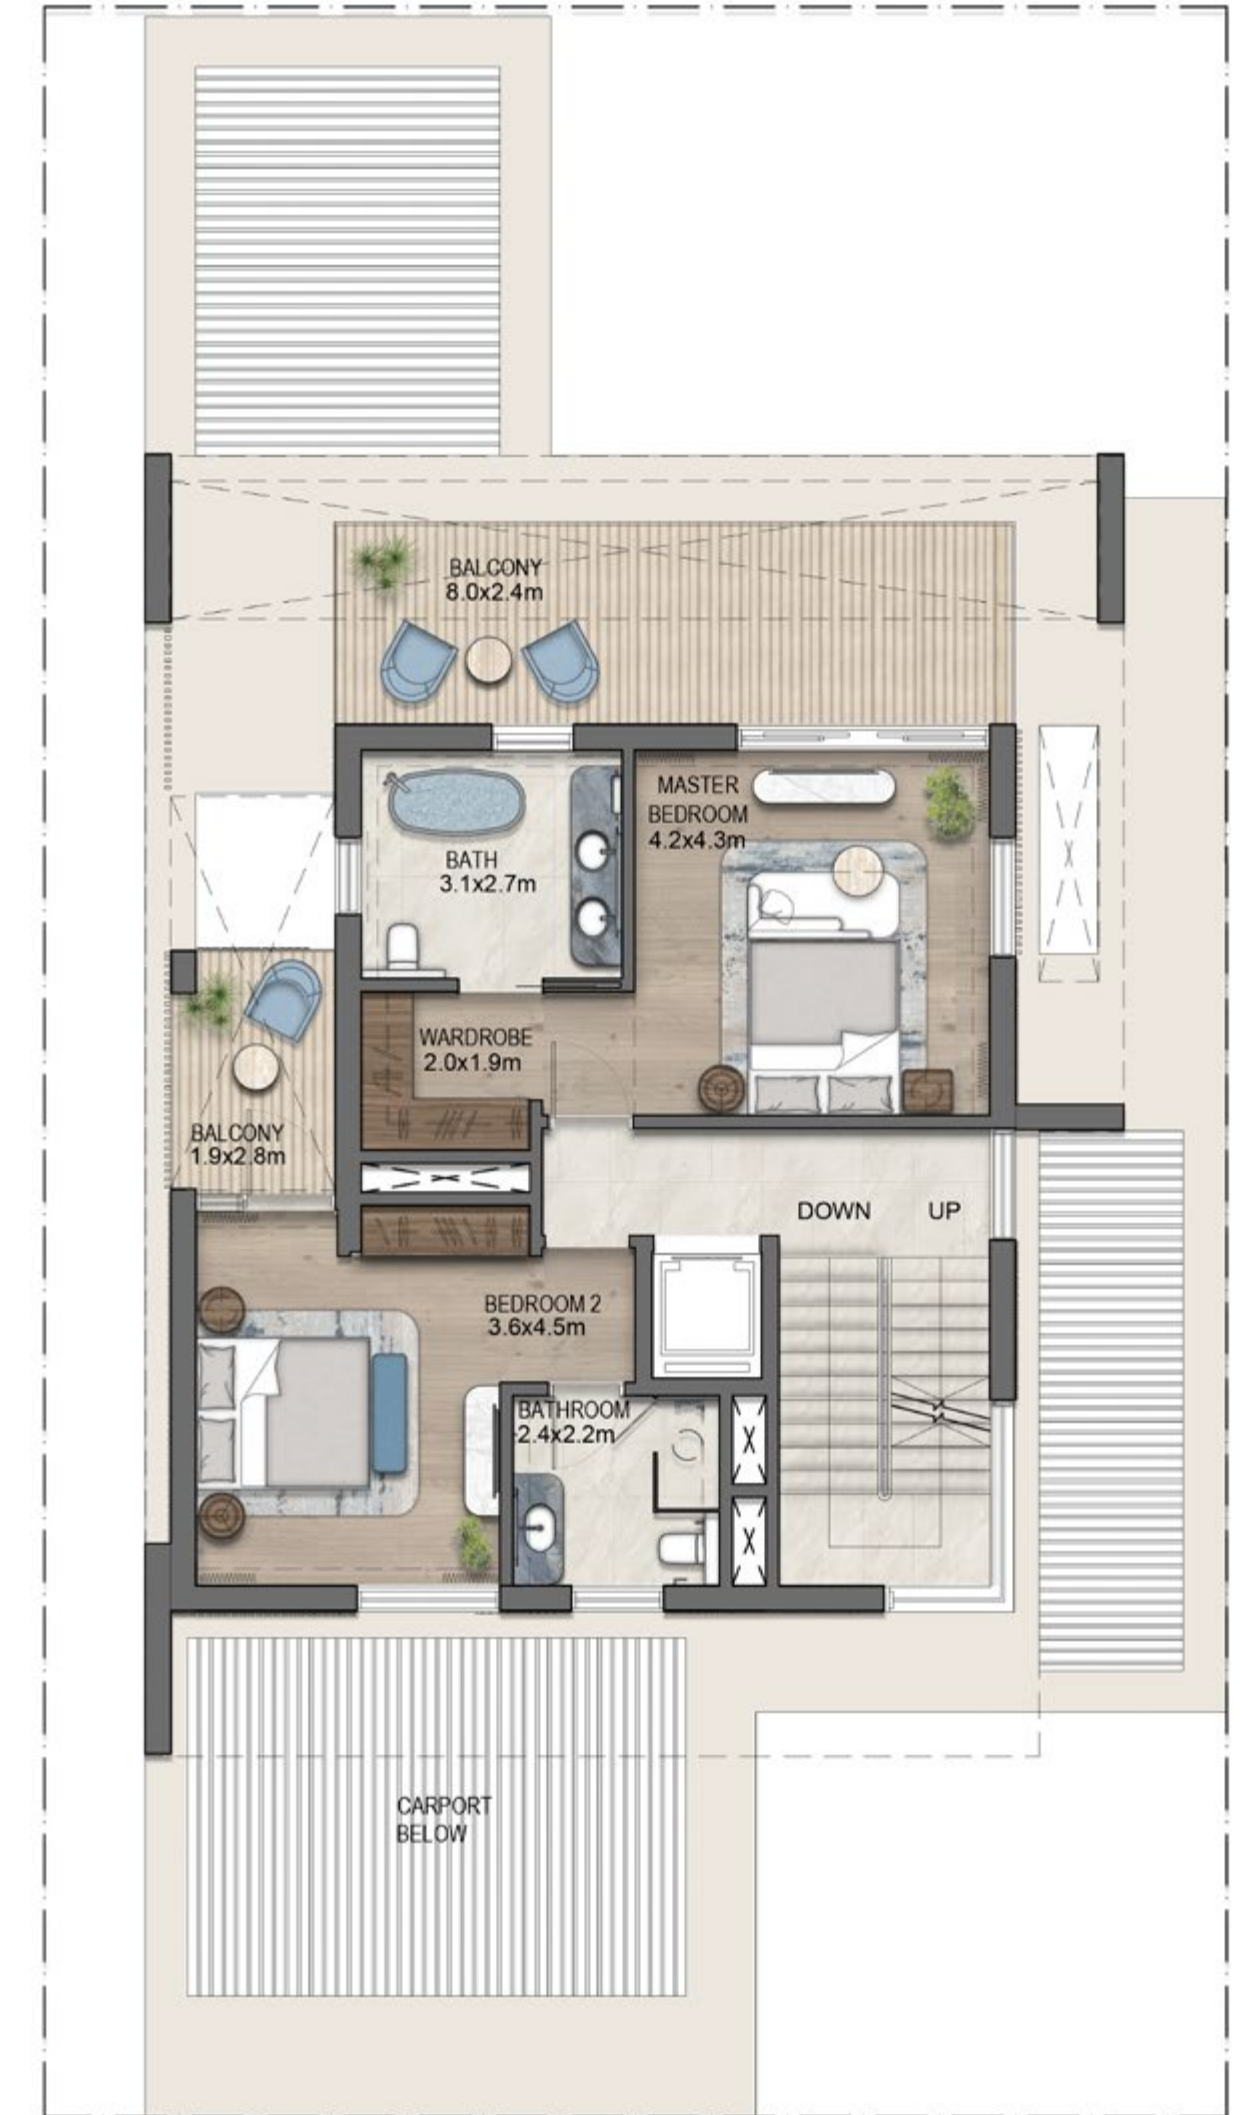 BALCONY
8.0x2.4m
MASTER
BEDROOM
4.2x4.3m
BATH
3.1x2.7m
WARDROBE
2.0x1.9m
BALCONY
1.9x2.8m
DOWN UP
BEDROOM 2
3.6x4.5m
BATHROOM
2.4x2.2m
CARPORT
BELOW